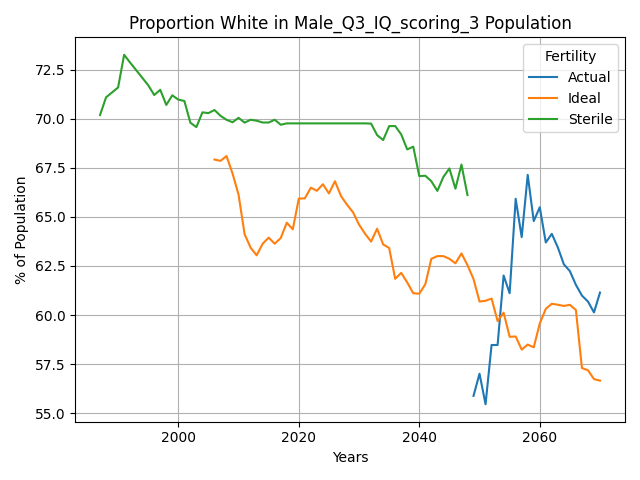 Proportion White in Male_Q3_IQ_scoring_3 Population
% of Population
72.5
70.0
67.5
65.0
62.5
60.0
57.5
55.0
2000
2020
2040
2060
Years
Fertility
Actual
Ideal
Sterile